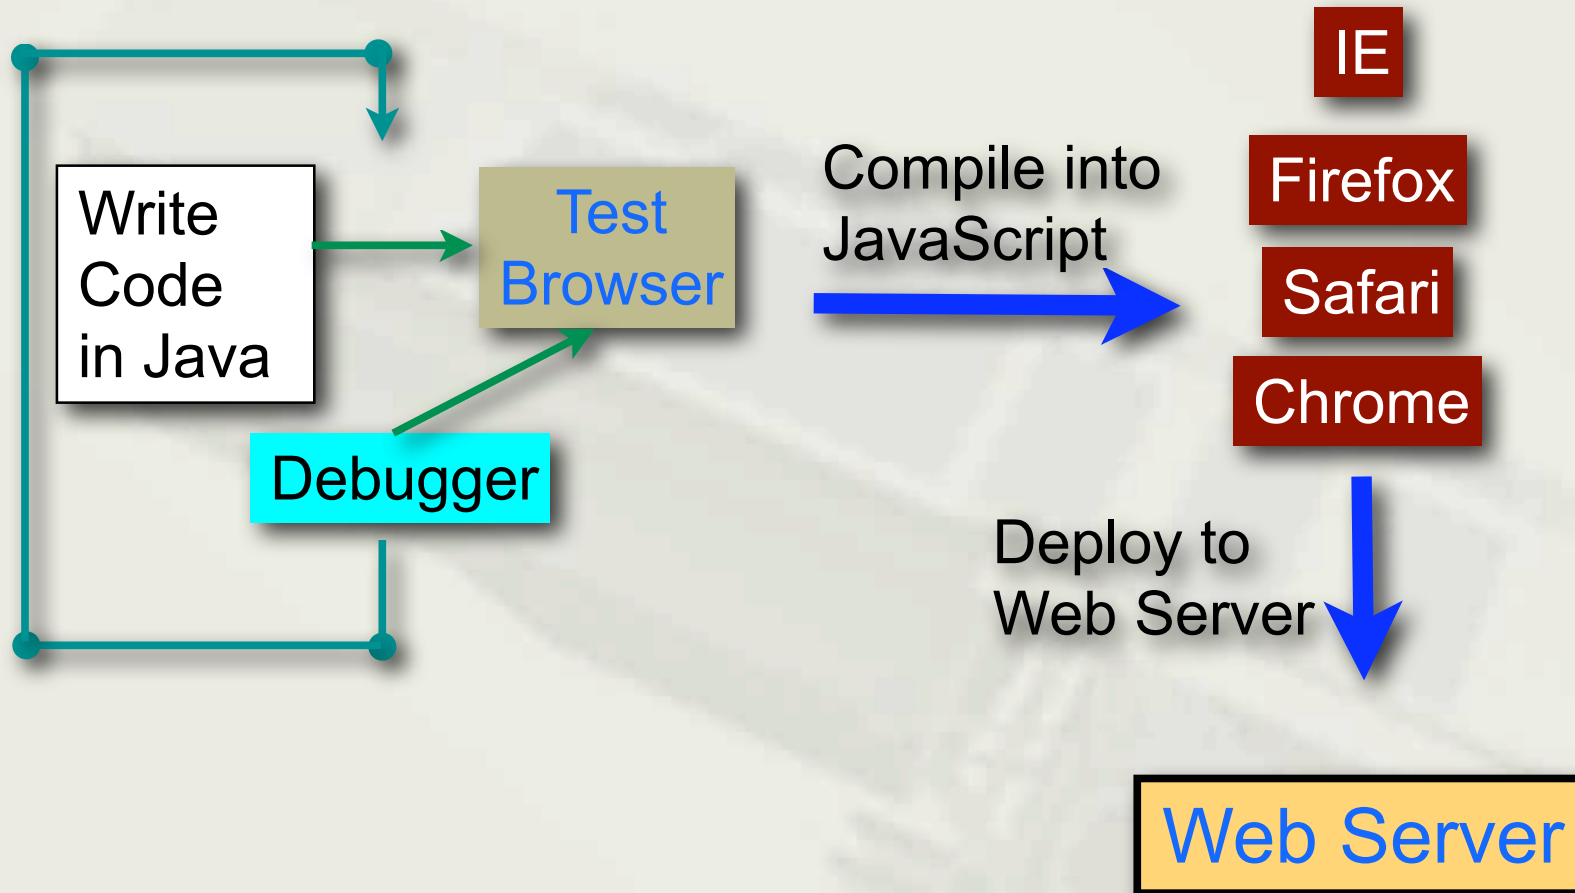 IE
Write
Code
in Java
Test
Browser
Compile into
JavaScript
Firefox
Safari
Chrome
Debugger
Deploy to
Web Server
Web Server